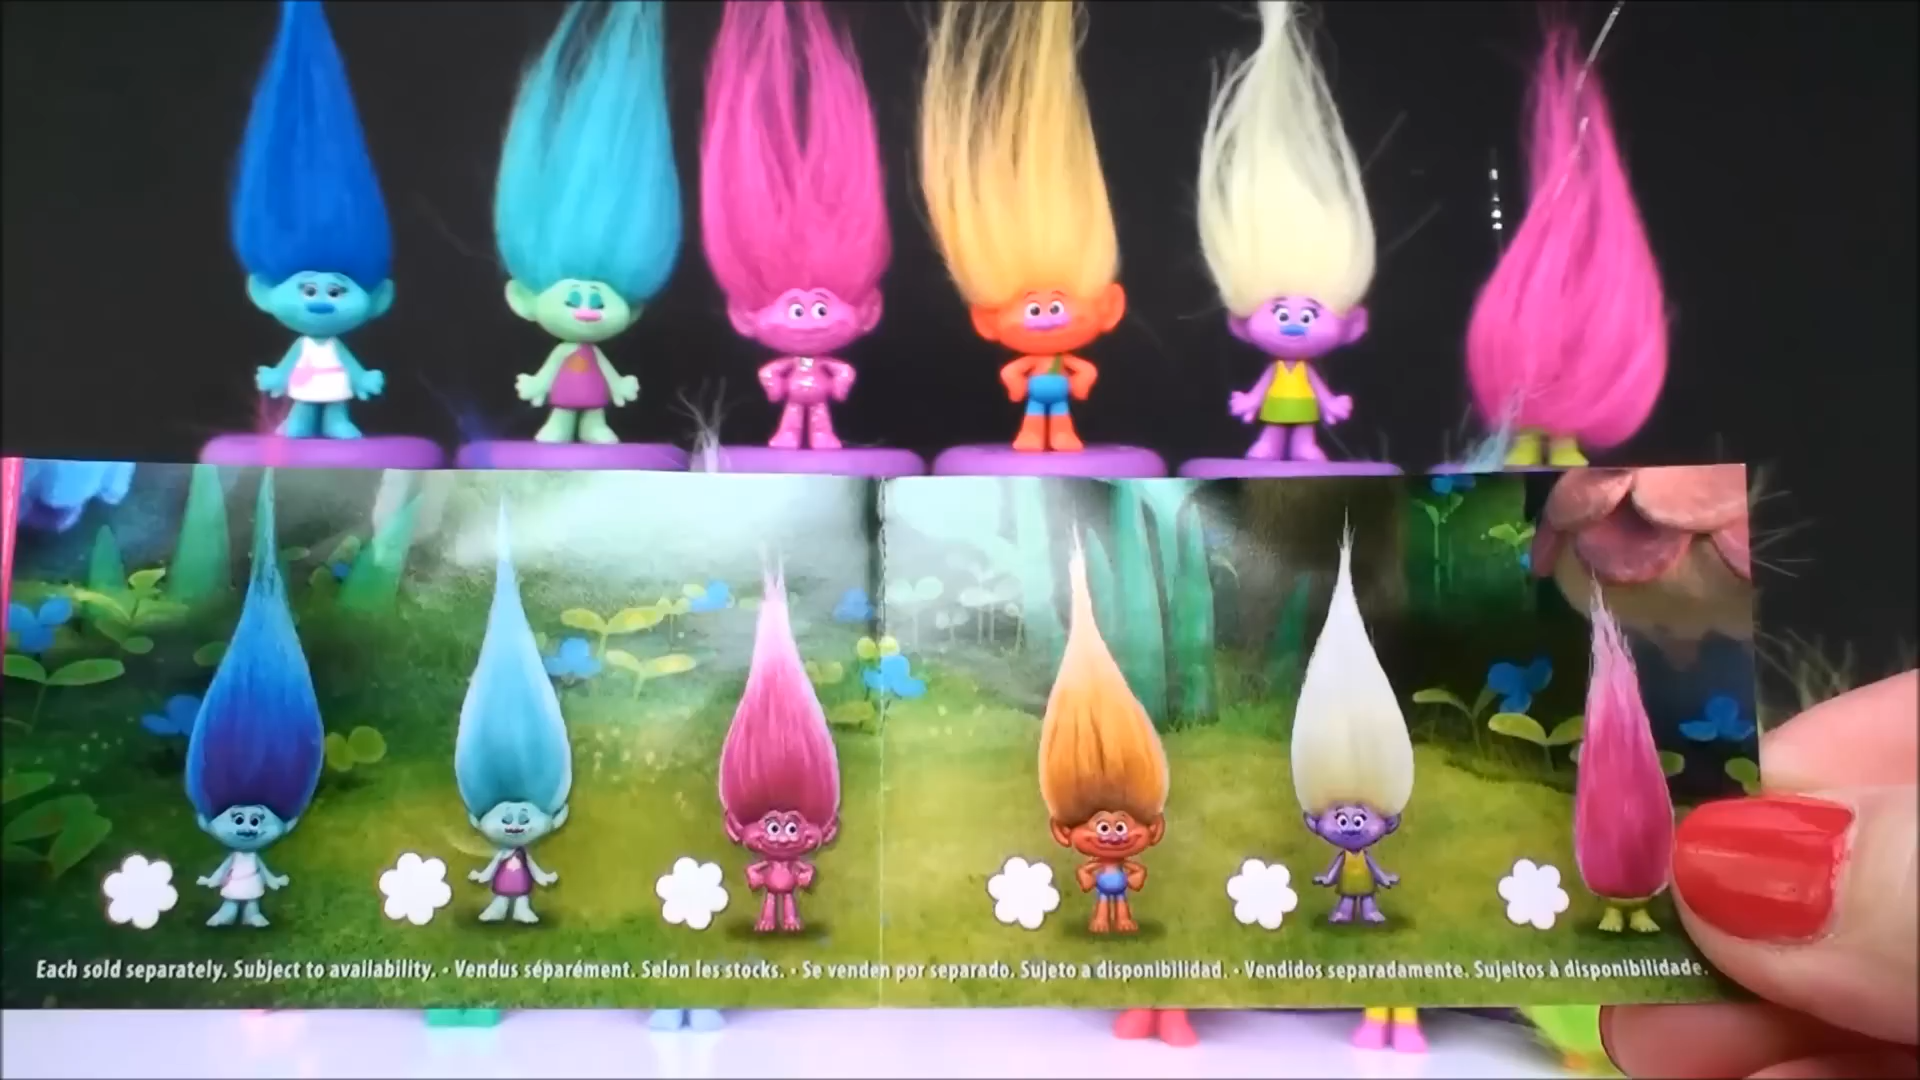 Each sold separately. Subject to availability. • Vendus séparément. Selon les stocks. • Se venden por separado. Sujeto a disponibilidad. • Vendidos separadamente. Sujeitos à disponibilidade.